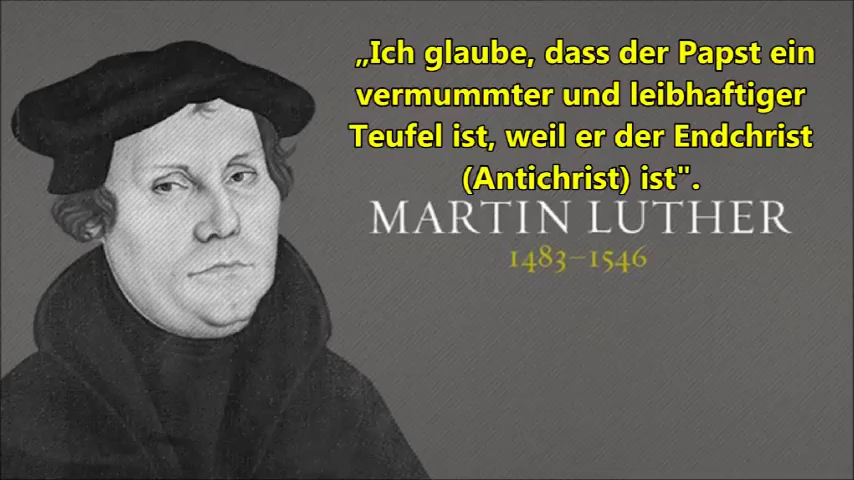 „Ich glaube, dass der Papst ein
vermummter und leibhaftiger
Teufel ist, weil er der Endchrist
(Antichrist) ist".
MARTIN LUTHER
1483–1546